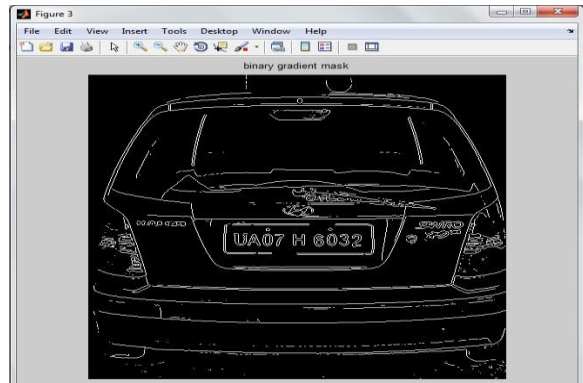 Figure 3
File Edit View Insert Tools Desktop Window Help
binary gradient mask
UA07 H 6032